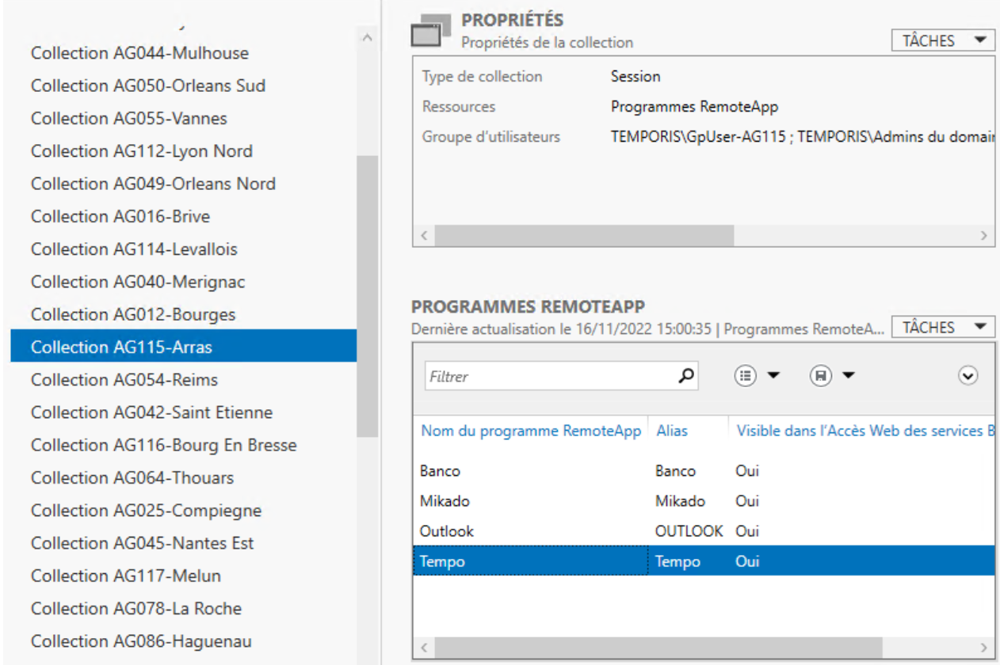 Collection AG044-Mulhouse
Collection AG050-Orleans Sud
Collection AG055-Vannes
Collection AG112-Lyon Nord
Collection AG049-Orleans Nord
Collection AG016-Brive
Collection AG114-Levallois
Collection AG040-Merignac
Collection AG012-Bourges
Collection AG115-Arras
Collection AG054-Reims
Collection AG042-Saint Etienne
Collection AG116-Bourg En Bresse
Collection AG064-Thouars
Collection AG025-Compiegne
Collection AG045-Nantes Est
Collection AG117-Melun
Collection AG078-La Roche
Collection AG086-Haguenau
PROPRIÉTÉS
Propriétés de la collection
TÂCHES
Type de collection Session
Ressources Programmes RemoteApp
Groupe d'utilisateurs TEMPORIS\GpUser-AG115 ; TEMPORIS\Admins du domai
PROGRAMMES REMOTEAPP
Dernière actualisation le 16/11/2022 15:00:35 | Programmes RemoteA...
TÂCHES
Filtrer
Nom du programme RemoteApp Alias Visible dans l'Accès Web des services B
Banco Banco Oui
Mikado Mikado Oui
Outlook OUTLOOK Oui
Tempo Tempo Oui